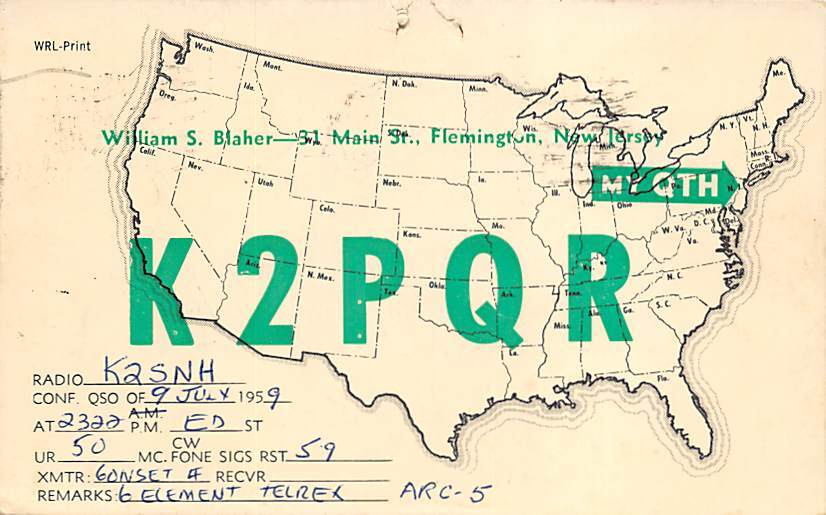 WRL-Print
Wash.
Mont.
N. Dak.
Minn.
Me.
Oreg.
Ida.
N. Y.
Vt.
N. H.
William S. Blaher—31 Main St., Flemington, New Jersey
Wyo.
S. Dak.
Wis.
Mich.
Calif.
Mass.
Conn.
R. I.
Nev.
Utah
Nebr.
Ia.
Ill.
Ind.
Ohio
Pa.
MY QTH
N. J.
Colo.
Kans.
Mo.
W. Va.
Va.
Md.
D. C.
Del.
K2PQR
Ariz.
N. Mex.
Tex.
Okla.
Ark.
Ky.
Tenn.
N. C.
S. C.
Miss.
Ala.
Ga.
La.
Fla.
RADIO K2SNH
CONF. QSO OF 9 JULY 1959
AT 2322 A.M. P.M. ED ST
UR 50 MC. CW FONE SIGS RST 59
XMTR: GONSET 4 RECVR
REMARKS: 6 ELEMENT TELREX ARC-5